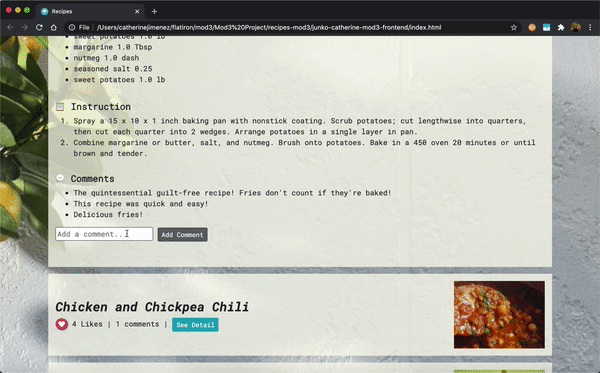 Recipes
File | /Users/catherinejimenez/flatiron/mod3/Mod3%20Project/recipes-mod3/junko-catherine-mod3-frontend/index.html
sweet potatoes 1.0 lb
margarine 1.0 Tbsp
nutmeg 1.0 dash
seasoned salt 0.25
sweet potatoes 1.0 lb
Instruction
1. Spray a 15 x 10 x 1 inch baking pan with nonstick coating. Scrub potatoes; cut lengthwise into quarters,
then cut each quarter into 2 wedges. Arrange potatoes in a single layer in pan.
2. Combine margarine or butter, salt, and nutmeg. Brush onto potatoes. Bake in a 450 oven 20 minutes or until
brown and tender.
Comments
The quintessential guilt-free recipe! Fries don't count if they're baked!
This recipe was quick and easy!
Delicious fries!
Add a comment... Add Comment
Chicken and Chickpea Chili
4 Likes | 1 comments | See Detail